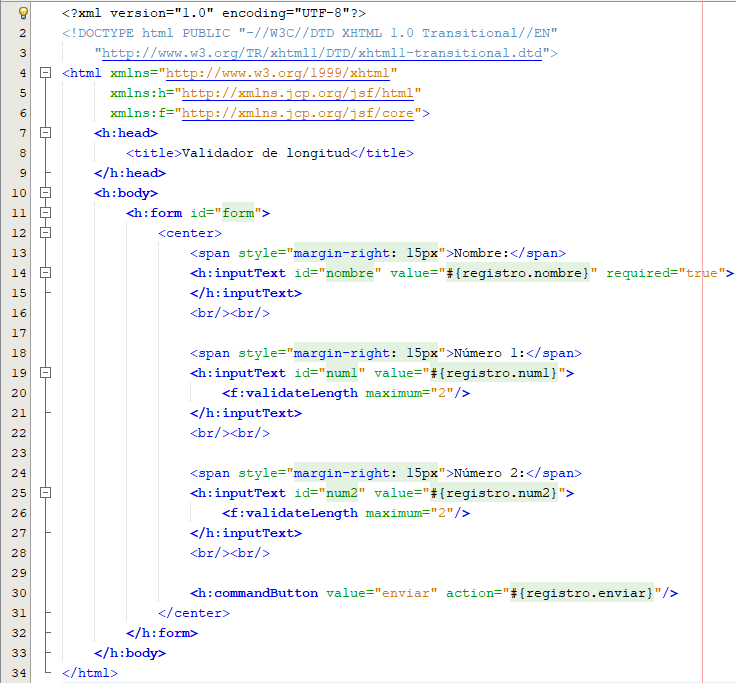 <?xml version="1.0" encoding="UTF-8"?>
2 <!DOCTYPE html PUBLIC "-//W3C//DTD XHTML 1.0 Transitional//EN"
3 "http://www.w3.org/TR/xhtml1/DTD/xhtml1-transitional.dtd">
4 <html xmlns="http://www.w3.org/1999/xhtml"
5 xmlns:h="http://xmlns.jcp.org/jsf/html"
6 xmlns:f="http://xmlns.jcp.org/jsf/core">
7 <h:head>
8 <title>Validador de longitud</title>
9 </h:head>
10 <h:body>
11 <h:form id="form">
12 <center>
13 <span style="margin-right: 15px">Nombre:</span>
14 <h:inputText id="nombre" value="#{registro.nombre}" required="true">
15 </h:inputText>
16 <br/><br/>
17
18 <span style="margin-right: 15px">Número 1:</span>
19 <h:inputText id="num1" value="#{registro.num1}">
20 <f:validateLength maximum="2"/>
21 </h:inputText>
22 <br/><br/>
23
24 <span style="margin-right: 15px">Número 2:</span>
25 <h:inputText id="num2" value="#{registro.num2}">
26 <f:validateLength maximum="2"/>
27 </h:inputText>
28 <br/><br/>
29
30 <h:commandButton value="enviar" action="#{registro.enviar}"/>
31 </center>
32 </h:form>
33 </h:body>
34 </html>